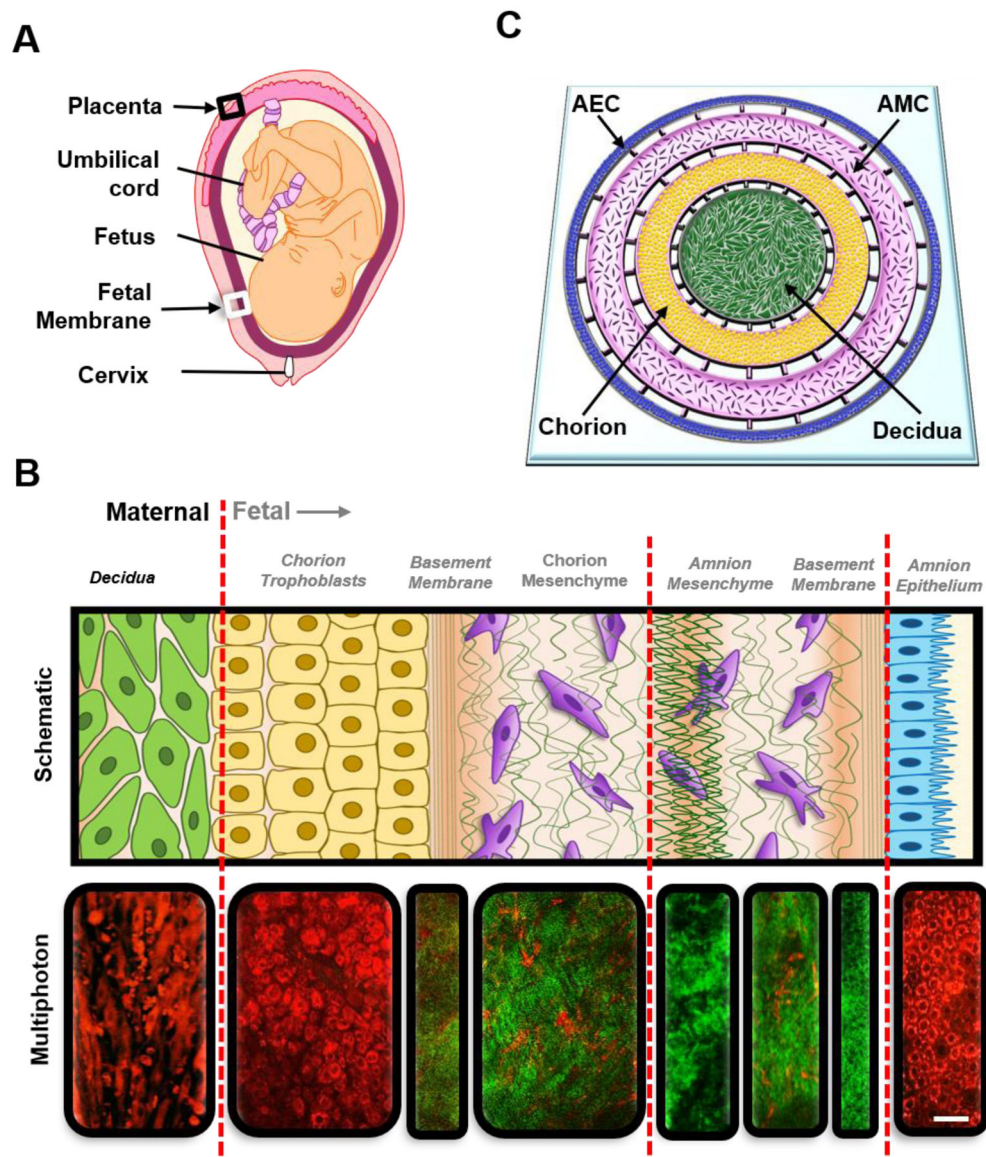 A
Placenta
Umbilical
cord
Fetus
Fetal
Membrane
Cervix
C
AEC
AMC
Chorion
Decidua
B
Maternal
Fetal
Decidua
Chorion
Trophoblasts
Basement
Membrane
Chorion
Mesenchyme
Amnion
Mesenchyme
Basement
Membrane
Amnion
Epithelium
Schematic
Multiphoton